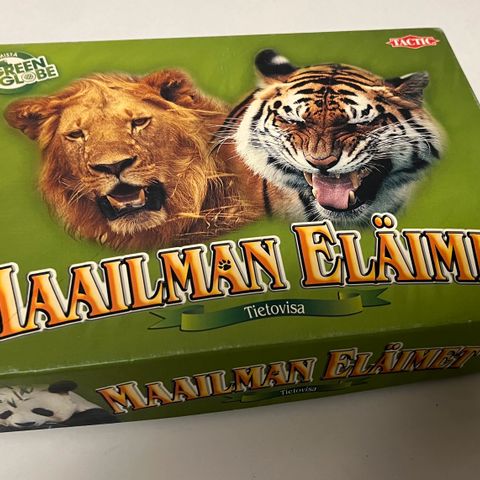 GREEN
GLOBE
TACTIC
MAAILMAN ELÄIME
Tietovisa
MAAILMAN ELÄIMET
Tietovisa